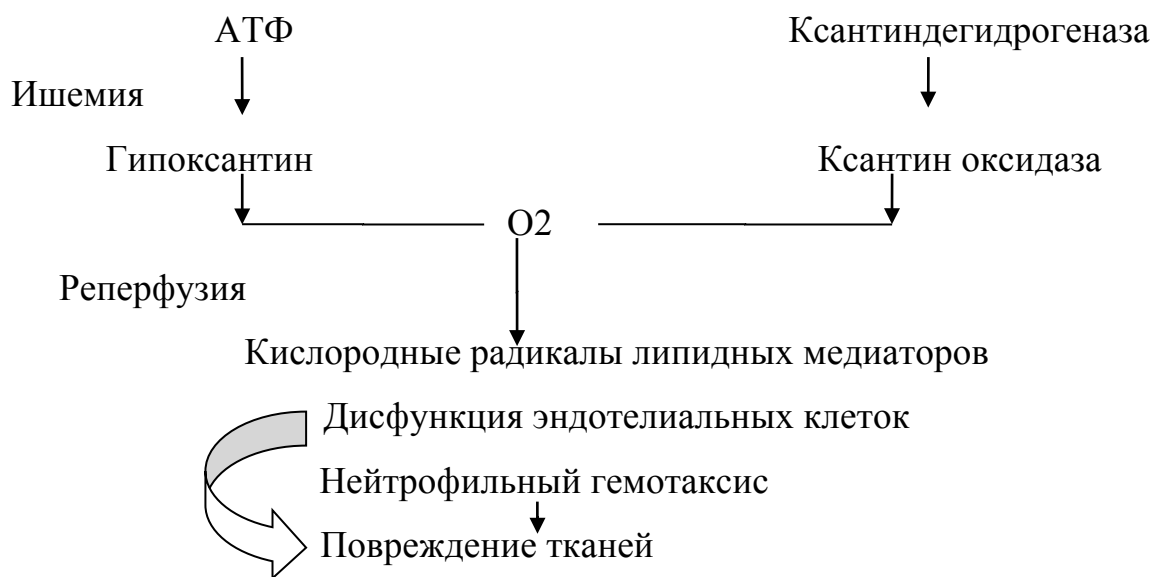 АТФ Ксантиндегидрогеназа
Ишемия
Гипоксантин Ксантин оксидаза
О2
Реперфузия
Кислородные радикалы липидных медиаторов
Дисфункция эндотелиальных клеток
Нейтрофильный гемотаксис
Повреждение тканей